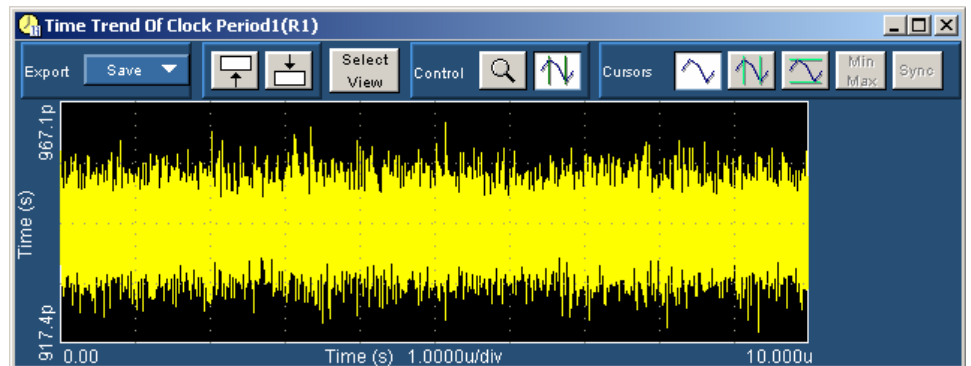 Time Trend Of Clock Period1(R1)
Export
Save
Select
View
Control
Cursors
Min
Max
Sync
967.1p
Time (s)
917.4p
0.00
Time (s) 1.0000u/div
10.000u